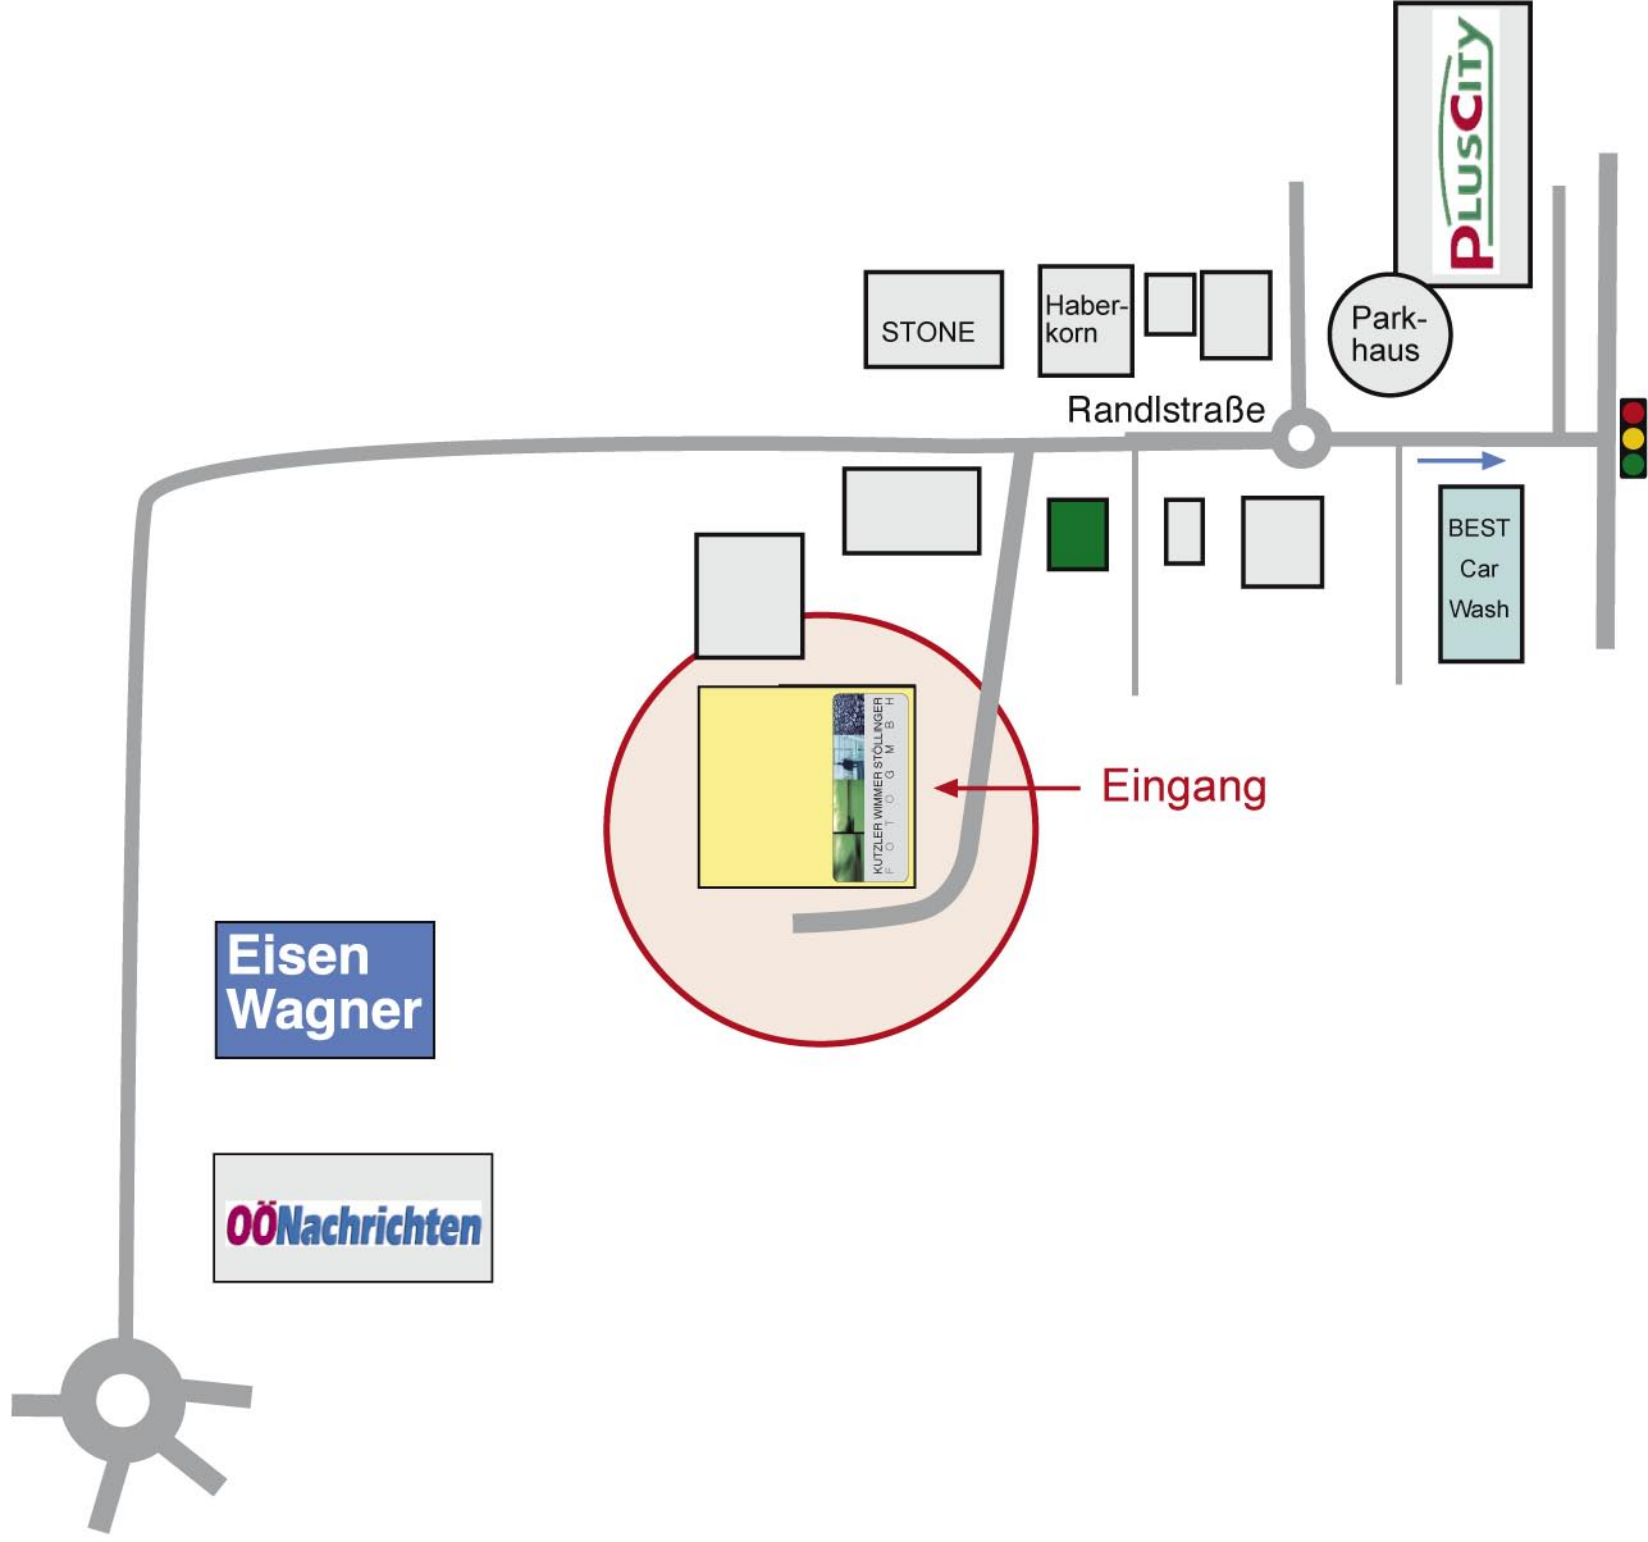 PLUSCITY
STONE
Haber-
korn
Park-
haus
Randlstraße
BEST
Car
Wash
KUTZLER WIMMER STÖLLINGER
F O T O G M B H
Eingang
Eisen
Wagner
OÖNachrichten